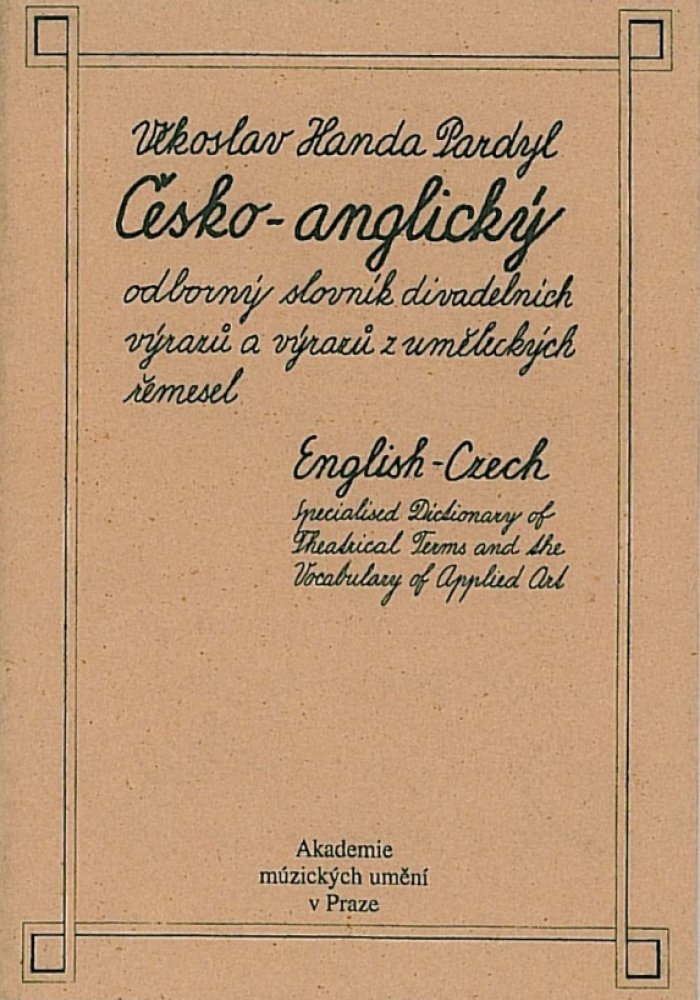 Věkoslav Handa Pardyl
Česko-anglický
odborný slovník divadelních
výrazů a výrazů z uměleckých
řemesel
English-Czech
Specialised Dictionary of
Theatrical Terms and the
Vocabulary of Applied Art
Akademie
múzických umění
v Praze